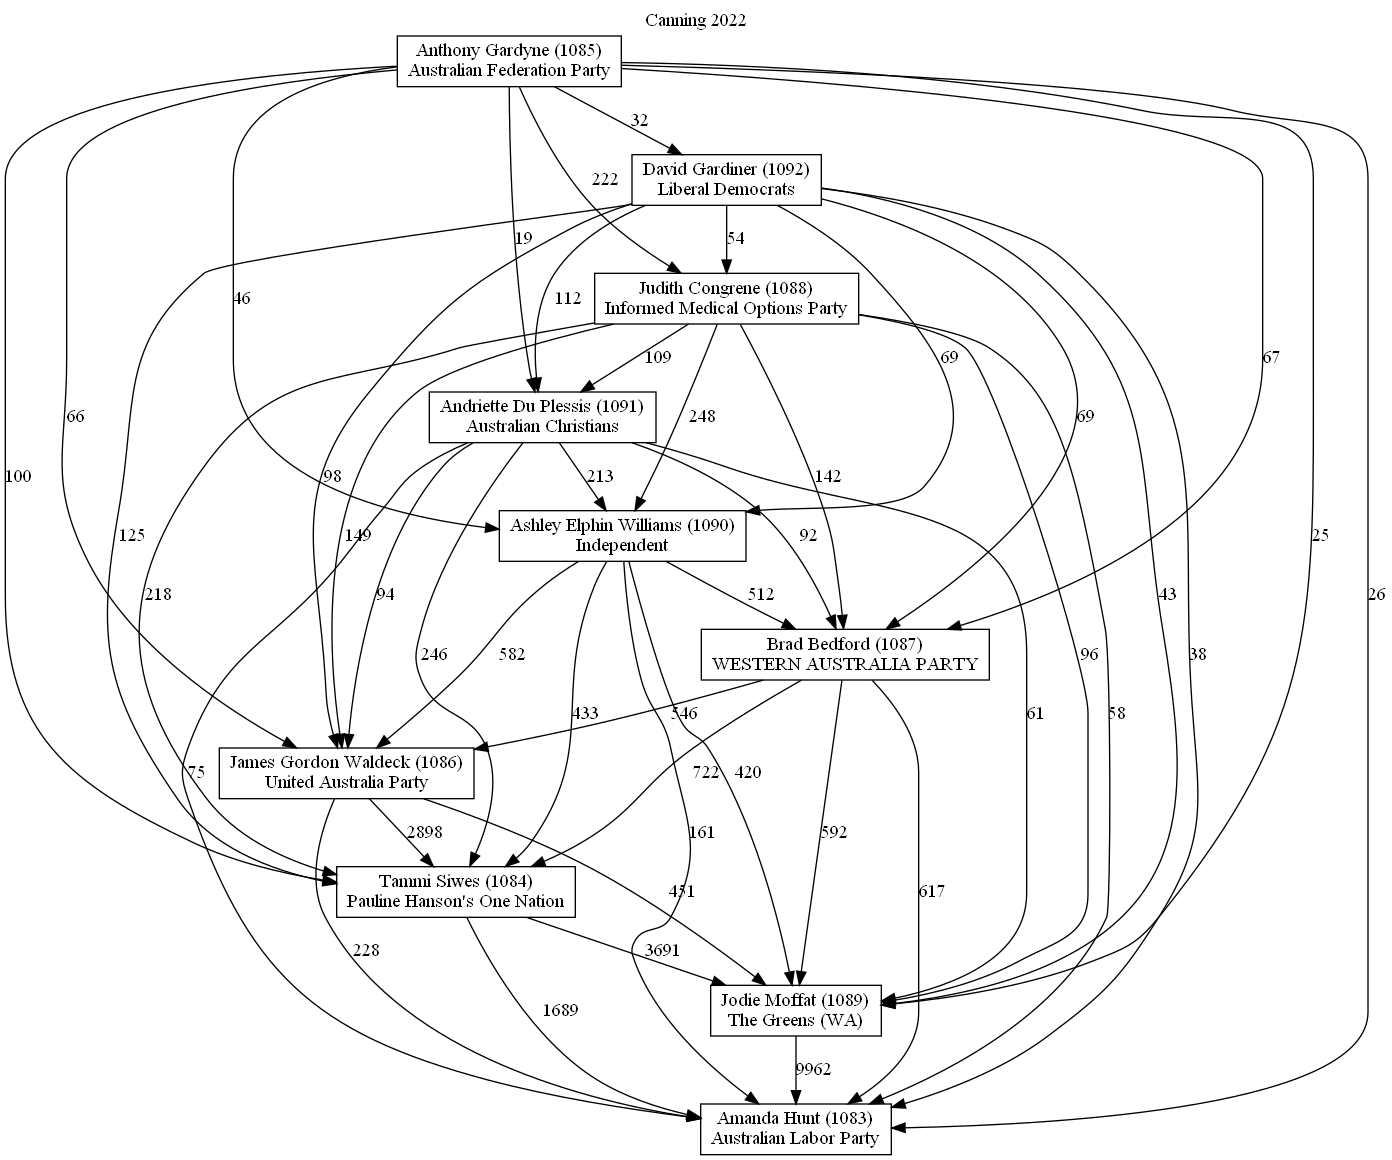 Canning 2022
Anthony Gardyne (1085)
Australian Federation Party
32
David Gardiner (1092)
Liberal Democrats
222
19
54
112
Judith Congrene (1088)
Informed Medical Options Party
46
109
69
67
Andriette Du Plessis (1091)
Australian Christians
66
248
69
100
98
213
142
Ashley Elphin Williams (1090)
Independent
125
149
92
25
218
94
512
43
26
Brad Bedford (1087)
WESTERN AUSTRALIA PARTY
246
582
96
38
433
546
61
58
James Gordon Waldeck (1086)
United Australia Party
75
722
420
2898
161
592
Tammi Siwes (1084)
Pauline Hanson's One Nation
451
617
228
3691
Jodie Moffat (1089)
The Greens (WA)
1689
9962
Amanda Hunt (1083)
Australian Labor Party